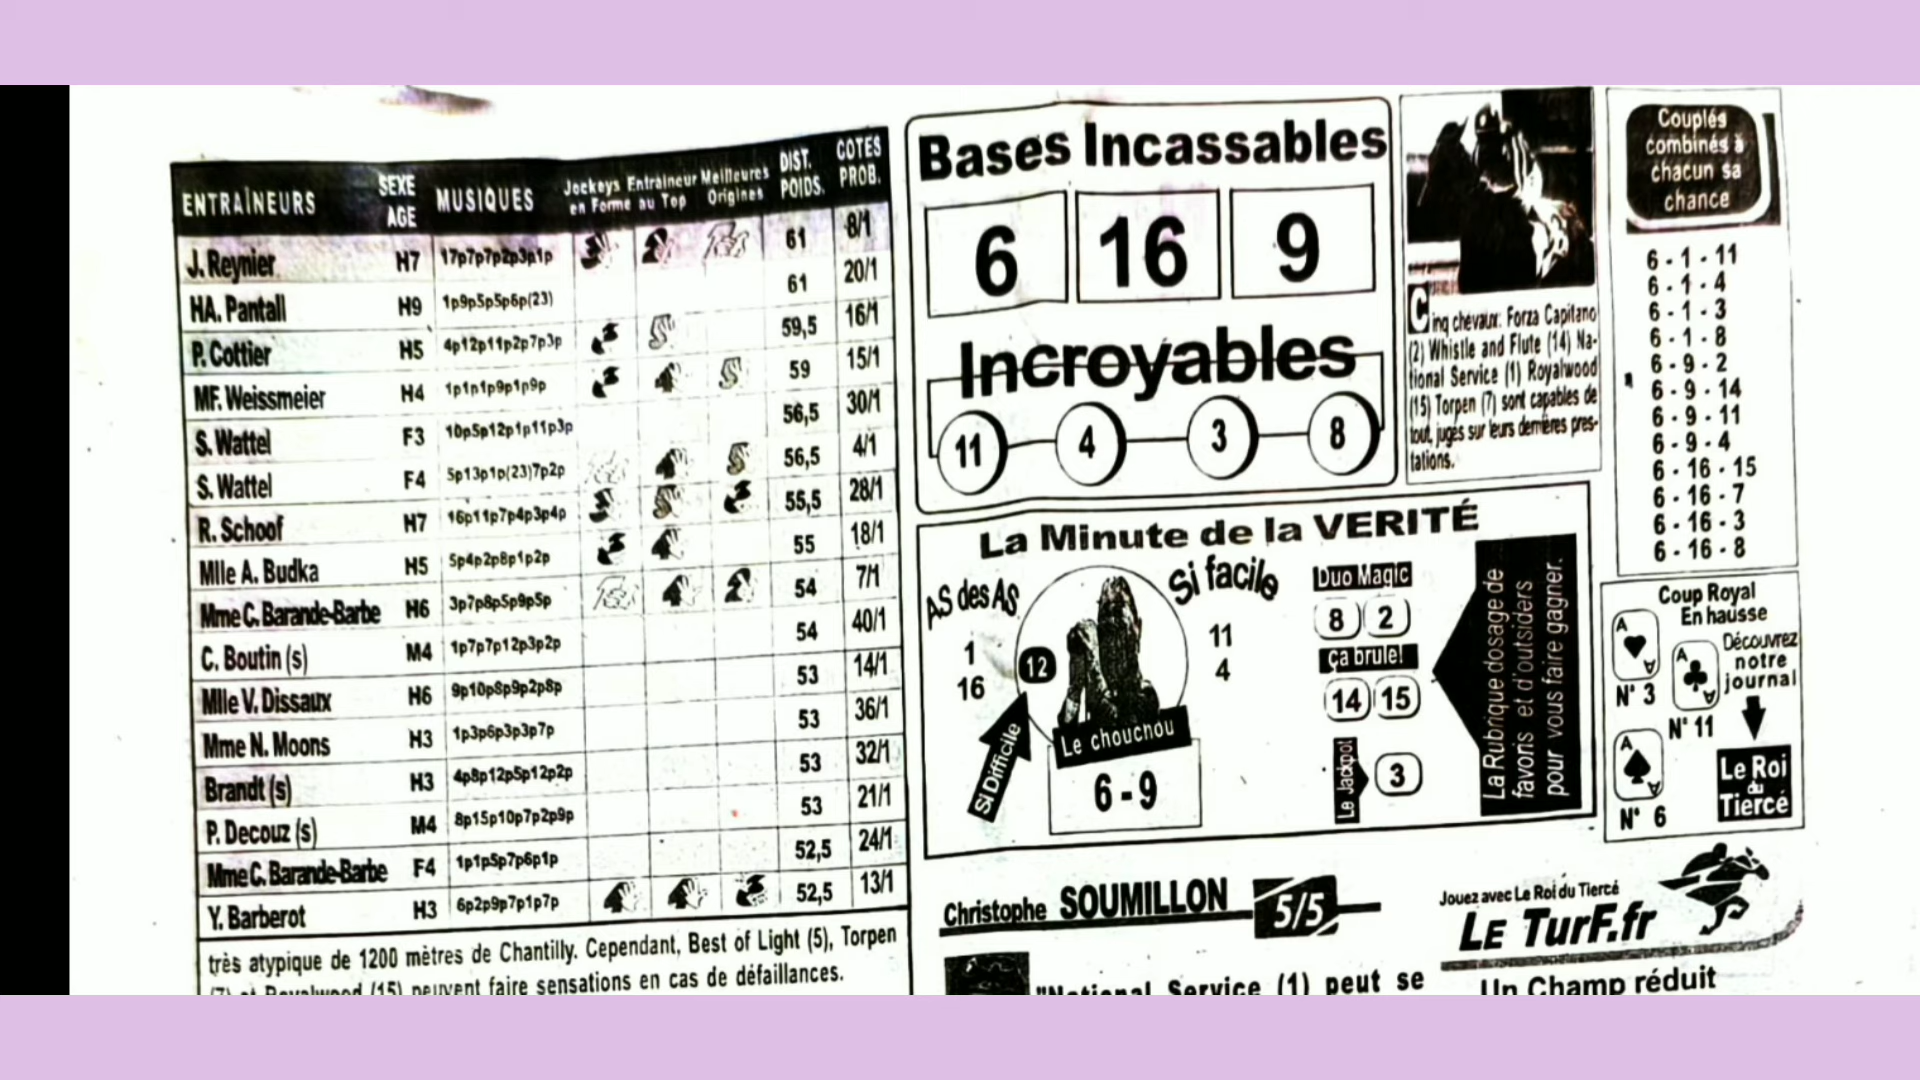 ENTRAÎNEURS SEXE AGE MUSIQUES Jockeys en Forme Entraîneur au Top Meilleures Origines DIST. POIDS. COTES PROB.
J. Reynier H7 17p7p7p2p3p1p 61 8/1
HA. Pantall H9 1p9p5p5p6p(23) 61 20/1
P. Cottier H5 4p12p11p2p7p3p 59,5 16/1
MF. Weissmeier H4 1p1n1p9p1p9p 59 15/1
S. Wattel F3 10p5p12p1p11p3p 56,5 30/1
S. Wattel F4 5p13p1p(23)7p2p 56,5 4/1
R. Schoof H7 16p11p7p4p3p4p 55,5 28/1
Mlle A. Budka H5 5p4p2p8p1p2p 55 18/1
Mme C. Barande-Barbe H6 3p7p8p5p9p5p 54 7/1
C. Boutin (s) M4 1p7p7p12p3p2p 54 40/1
Mlle V. Dissaux H6 9p10p8p9p2p8p 53 14/1
Mme N. Moons H3 1p3p6p3p3p7p 53 36/1
Brandt (s) H3 4p8p12p5p12p2p 53 32/1
P. Decouz (s) M4 8p15p10p7p2p9p 53 21/1
Mme C. Barande-Barbe F4 1p1p5p7p6p1p 52,5 24/1
Y. Barberot H3 6p2p9p7p1p7p 52,5 13/1
très atypique de 1200 mètres de Chantilly. Cependant, Best of Light (5), Torpen
(7) et Royalwood (15) peuvent faire sensations en cas de défaillances.
Bases Incassables
6 16 9
Incroyables
11 4 3 8
Cinq chevaux: Forza Capitano
(2) Whistle and Flute (14) Na-
tional Service (1) Royalwood
(15) Torpen (7) sont capables de
tout, jugés sur leurs dernières pres-
tations.
Couplés
combinés à
chacun sa
chance
6 - 1 - 11
6 - 1 - 4
6 - 1 - 3
6 - 1 - 8
6 - 9 - 2
6 - 9 - 14
6 - 9 - 11
6 - 9 - 4
6 - 16 - 15
6 - 16 - 7
6 - 16 - 3
6 - 16 - 8
La Minute de la VERITÉ
AS des AS
1
16
12
Si Difficile
Le chouchou
6 - 9
Si facile
11
4
Duo Magic
8 2
ça brule!
14 15
Le Jackpot
3
La Rubrique dosage de
favoris et d'outsiders
pour vous faire gagner.
Coup Royal
En hausse
A
A
N° 3
A
A
N° 11
A
A
N° 6
Découvrez
notre
journal
Le Roi
du
Tiercé
Christophe SOUMILLON 5/5
"National Service (1) peut se
Jouez avec Le Roi du Tiercé
LE TURF.fr
Un Champ réduit